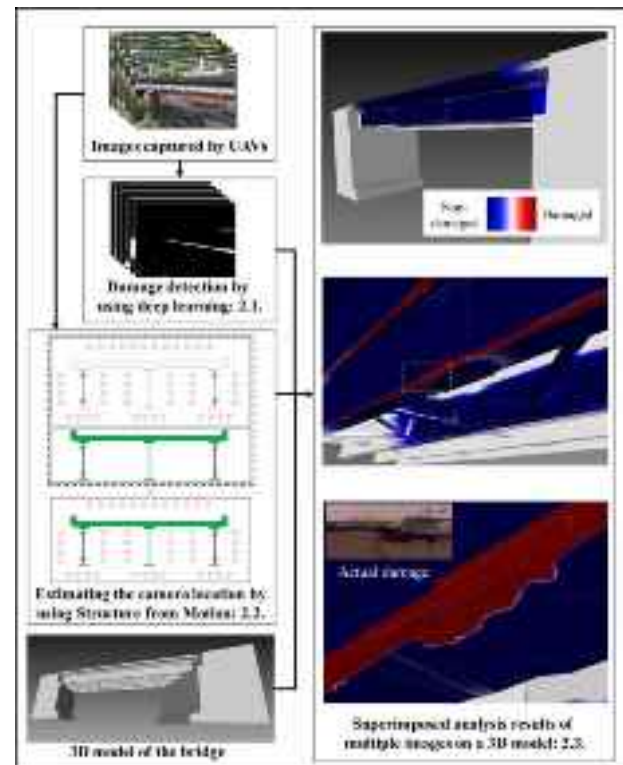 Images captured by UAVs
Damage detection by
using deep learning: 2.1.
Estimating the camera location by
using Structure from Motion: 2.2.
3D model of the bridge
Non-
damaged
Damaged
Actual damage
Superimposed analysis results of
multiple images on a 3D model: 2.3.